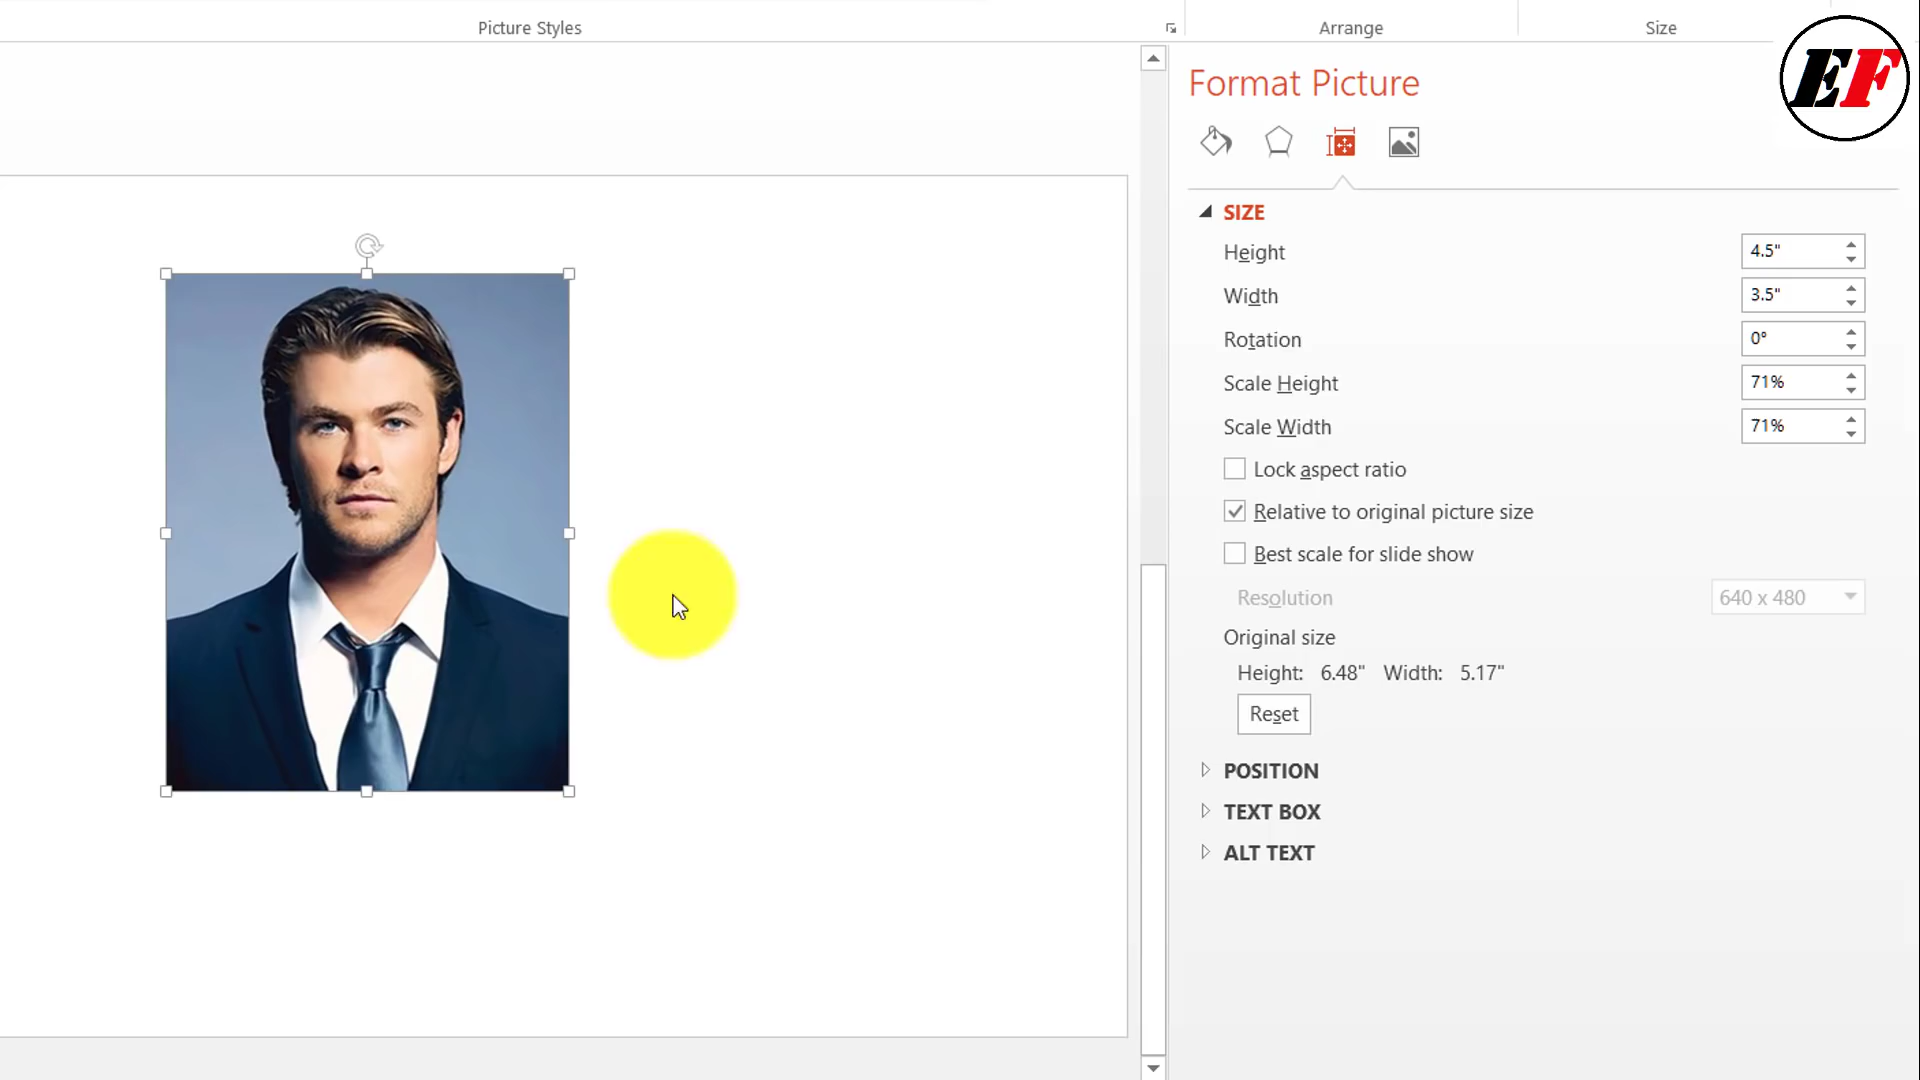 Picture Styles
Arrange
Size
EF
Format Picture
SIZE
Height 4.5"
Width 3.5"
Rotation 0°
Scale Height 71%
Scale Width 71%
Lock aspect ratio
Relative to original picture size
Best scale for slide show
Resolution 640 x 480
Original size
Height: 6.48" Width: 5.17"
Reset
POSITION
TEXT BOX
ALT TEXT